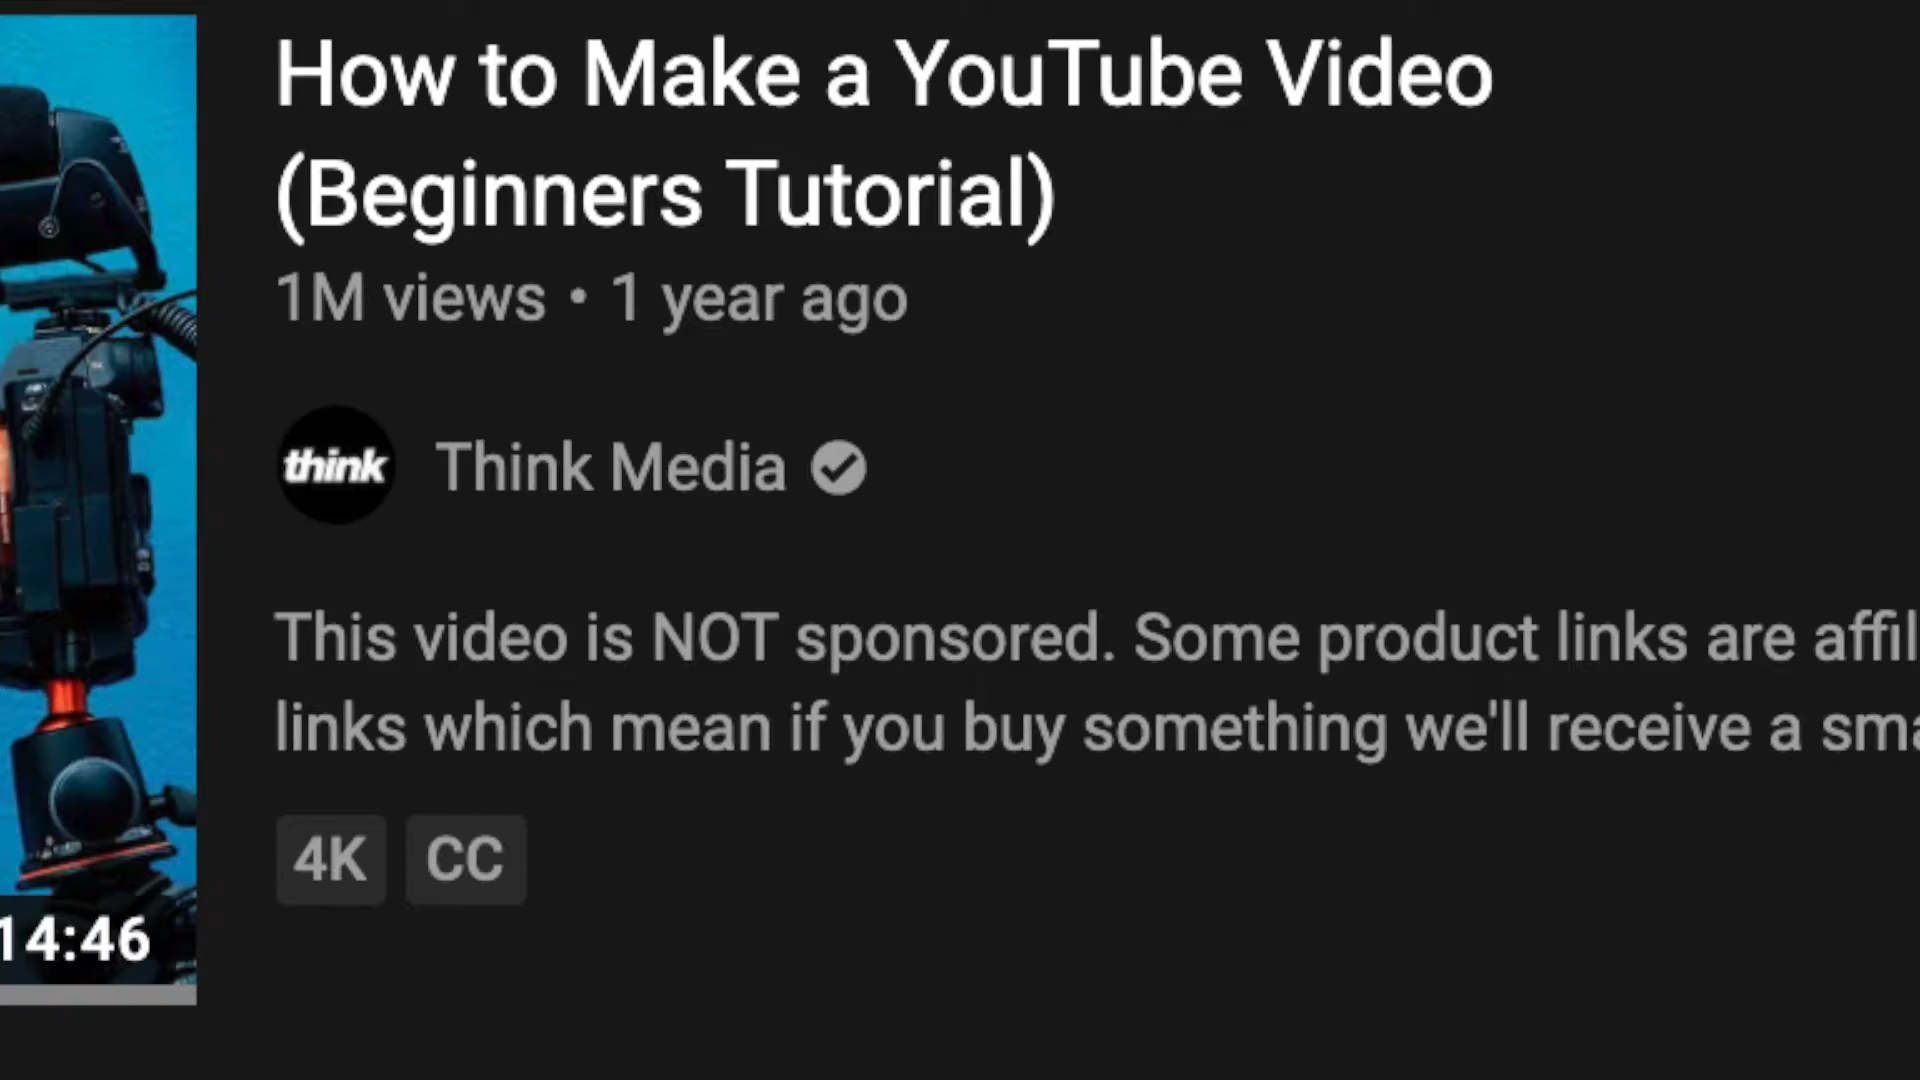 How to Make a YouTube Video
(Beginners Tutorial)
1M views • 1 year ago
think
Think Media
This video is NOT sponsored. Some product links are affil
links which mean if you buy something we'll receive a sma
4K CC
14:46